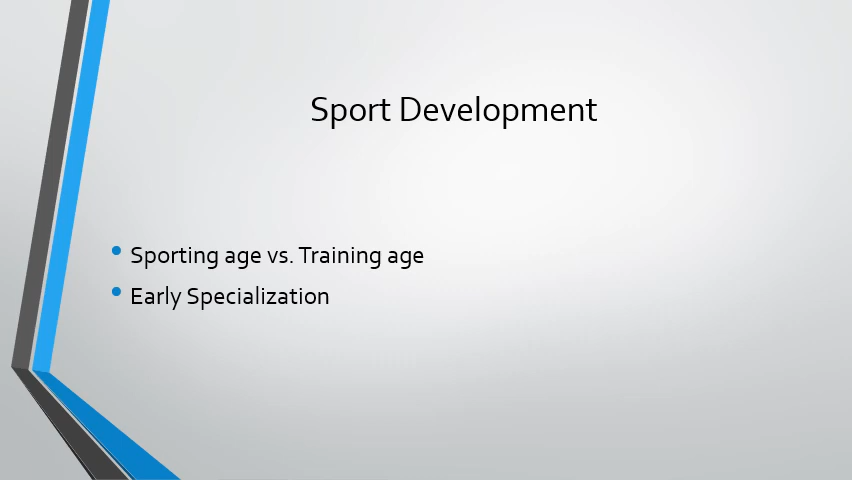 Sport Development
• Sporting age vs. Training age
• Early Specialization